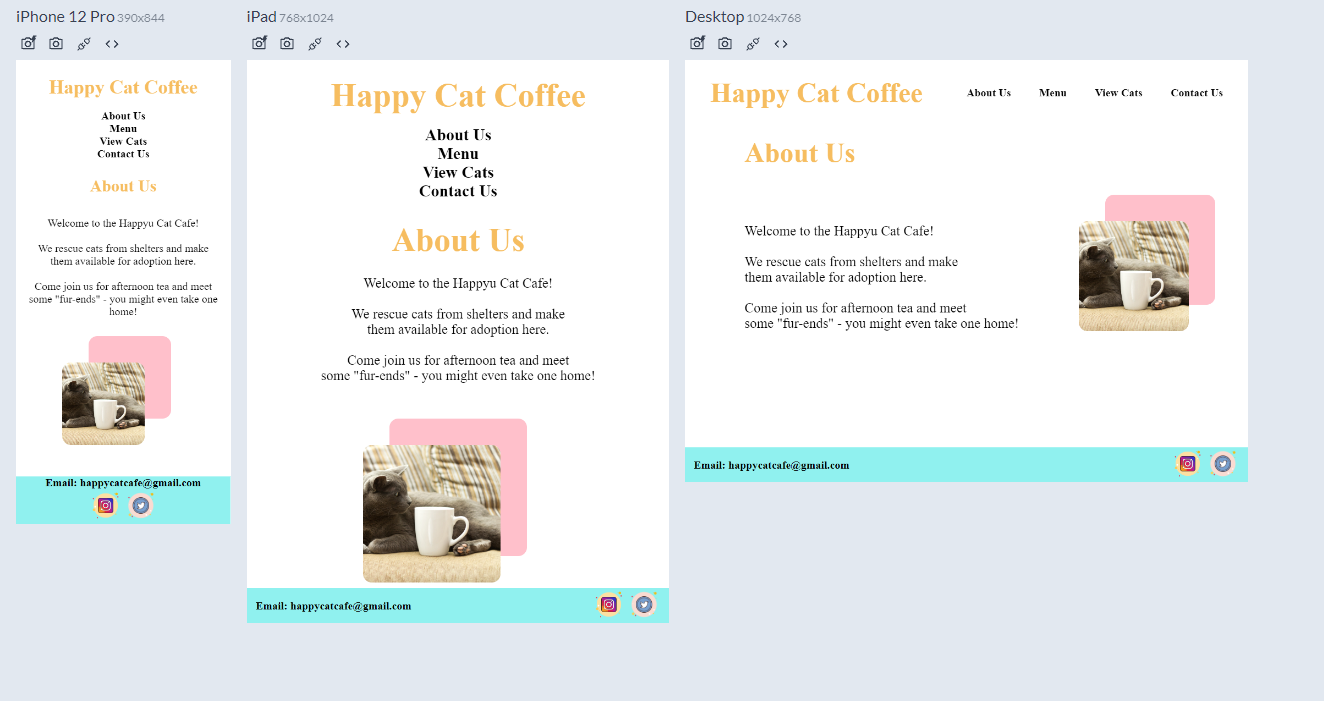 iPhone 12 Pro 390x844
Happy Cat Coffee
About Us
Menu
View Cats
Contact Us
About Us
Welcome to the Happyu Cat Cafe!
We rescue cats from shelters and make
them available for adoption here.
Come join us for afternoon tea and meet
some "fur-ends" - you might even take one
home!
Email: happycatcafe@gmail.com
iPad 768x1024
Happy Cat Coffee
About Us
Menu
View Cats
Contact Us
About Us
Welcome to the Happyu Cat Cafe!
We rescue cats from shelters and make
them available for adoption here.
Come join us for afternoon tea and meet
some "fur-ends" - you might even take one home!
Email: happycatcafe@gmail.com
Desktop 1024x768
Happy Cat Coffee About Us Menu View Cats Contact Us
About Us
Welcome to the Happyu Cat Cafe!
We rescue cats from shelters and make
them available for adoption here.
Come join us for afternoon tea and meet
some "fur-ends" - you might even take one home!
Email: happycatcafe@gmail.com